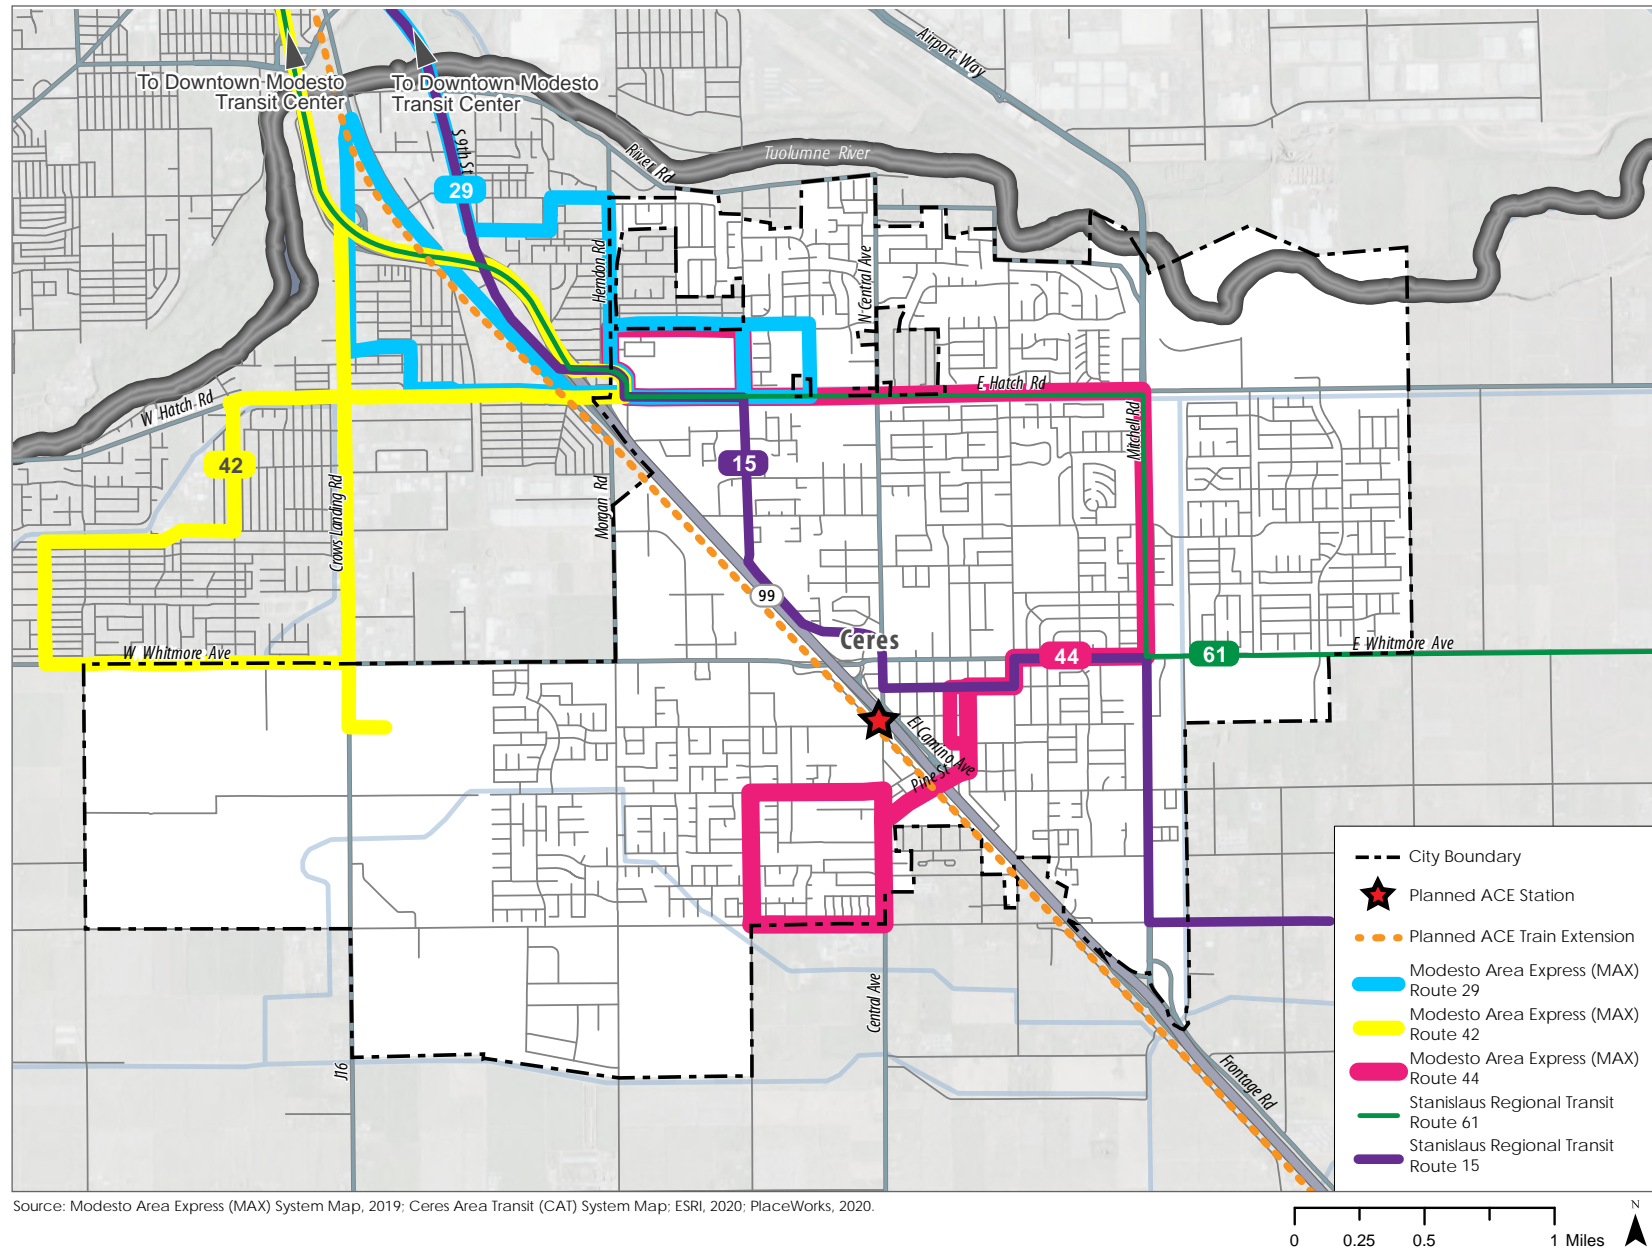 To Downtown Modesto
Transit Center
To Downtown Modesto
Transit Center
Airport Way
S 9th St
River Rd
Tuolumne River
29
Herndon Rd
N Central Ave
E Hatch Rd
W Hatch Rd
Mitchell Rd
42
15
Crows Landing Rd
Morgan Rd
99
Ceres
W Whitmore Ave
44
61
E Whitmore Ave
El Camino Ave
Pine St
Central Ave
J16
Frontage Rd
City Boundary
Planned ACE Station
Planned ACE Train Extension
Modesto Area Express (MAX)
Route 29
Modesto Area Express (MAX)
Route 42
Modesto Area Express (MAX)
Route 44
Stanislaus Regional Transit
Route 61
Stanislaus Regional Transit
Route 15
Source: Modesto Area Express (MAX) System Map, 2019; Ceres Area Transit (CAT) System Map; ESRI, 2020; PlaceWorks, 2020.
N
0 0.25 0.5 1 Miles